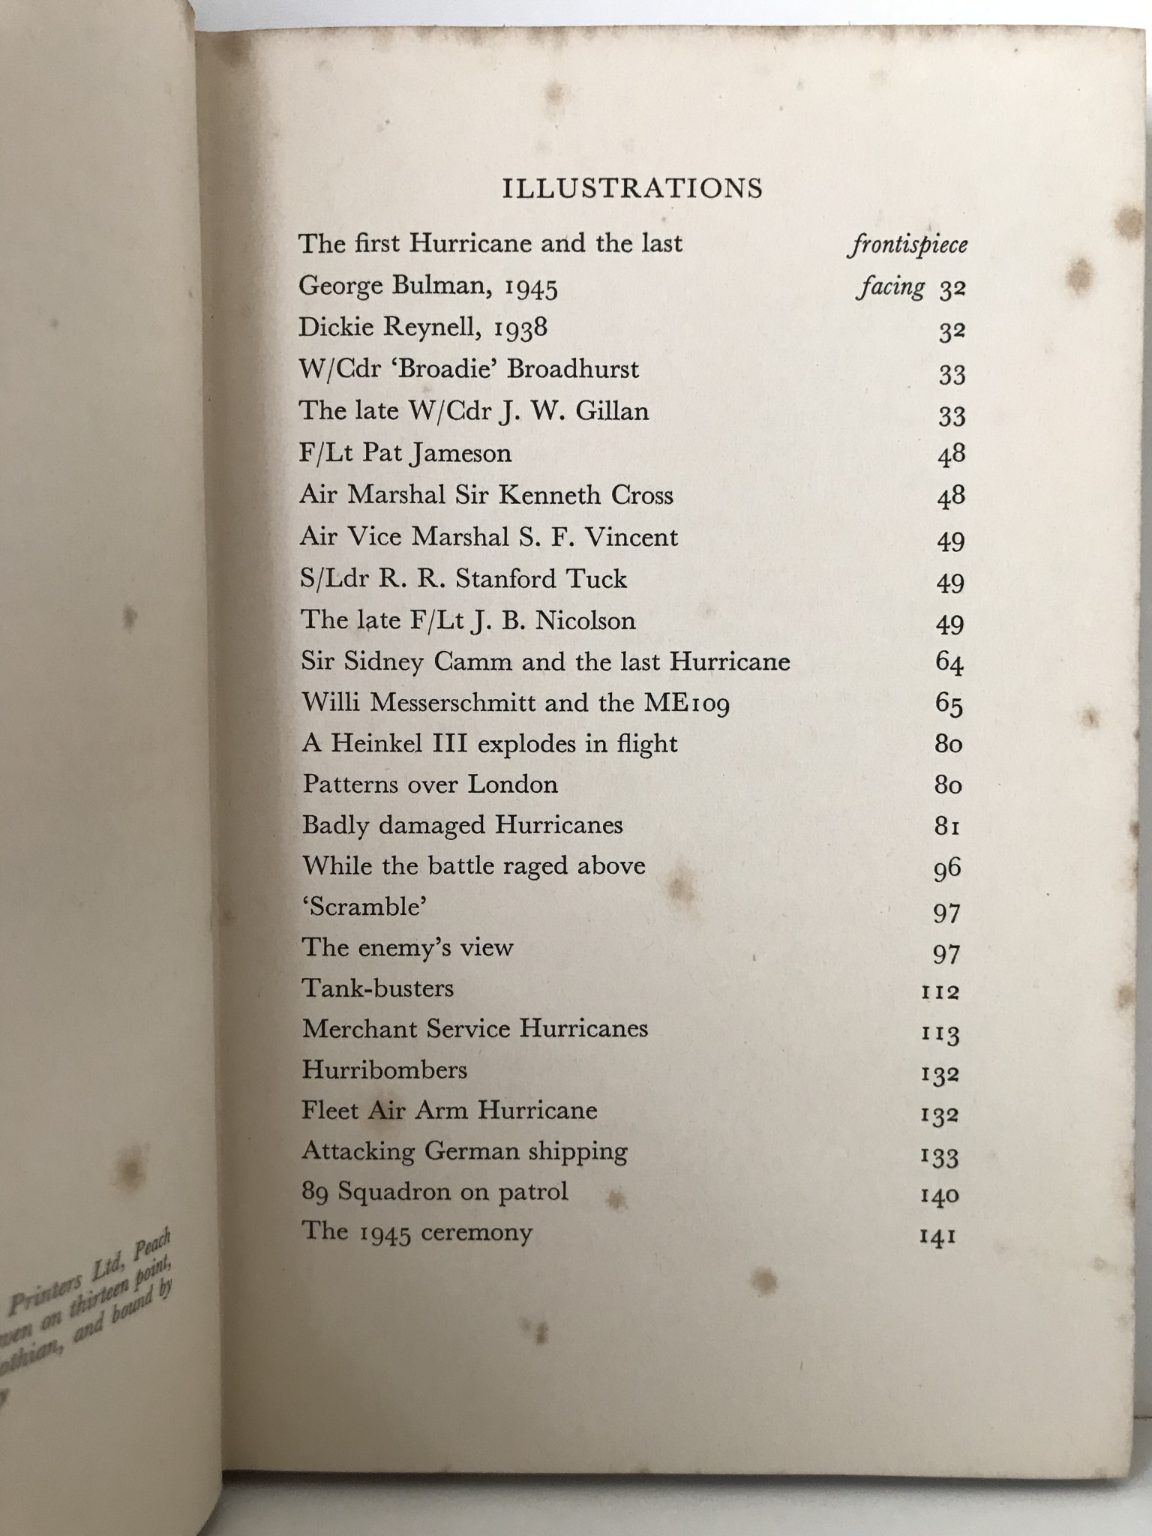 Printers Ltd, Peach
on thirteen point,
and bound by
ILLUSTRATIONS
The first Hurricane and the last frontispiece
George Bulman, 1945 facing 32
Dickie Reynell, 1938 32
W/Cdr ‘Broadie’ Broadhurst 33
The late W/Cdr J. W. Gillan 33
F/Lt Pat Jameson 48
Air Marshal Sir Kenneth Cross 48
Air Vice Marshal S. F. Vincent 49
S/Ldr R. R. Stanford Tuck 49
The late F/Lt J. B. Nicolson 49
Sir Sidney Camm and the last Hurricane 64
Willi Messerschmitt and the ME109 65
A Heinkel III explodes in flight 80
Patterns over London 80
Badly damaged Hurricanes 81
While the battle raged above 96
‘Scramble’ 97
The enemy’s view 97
Tank-busters 112
Merchant Service Hurricanes 113
Hurribombers 132
Fleet Air Arm Hurricane 132
Attacking German shipping 133
89 Squadron on patrol 140
The 1945 ceremony 141